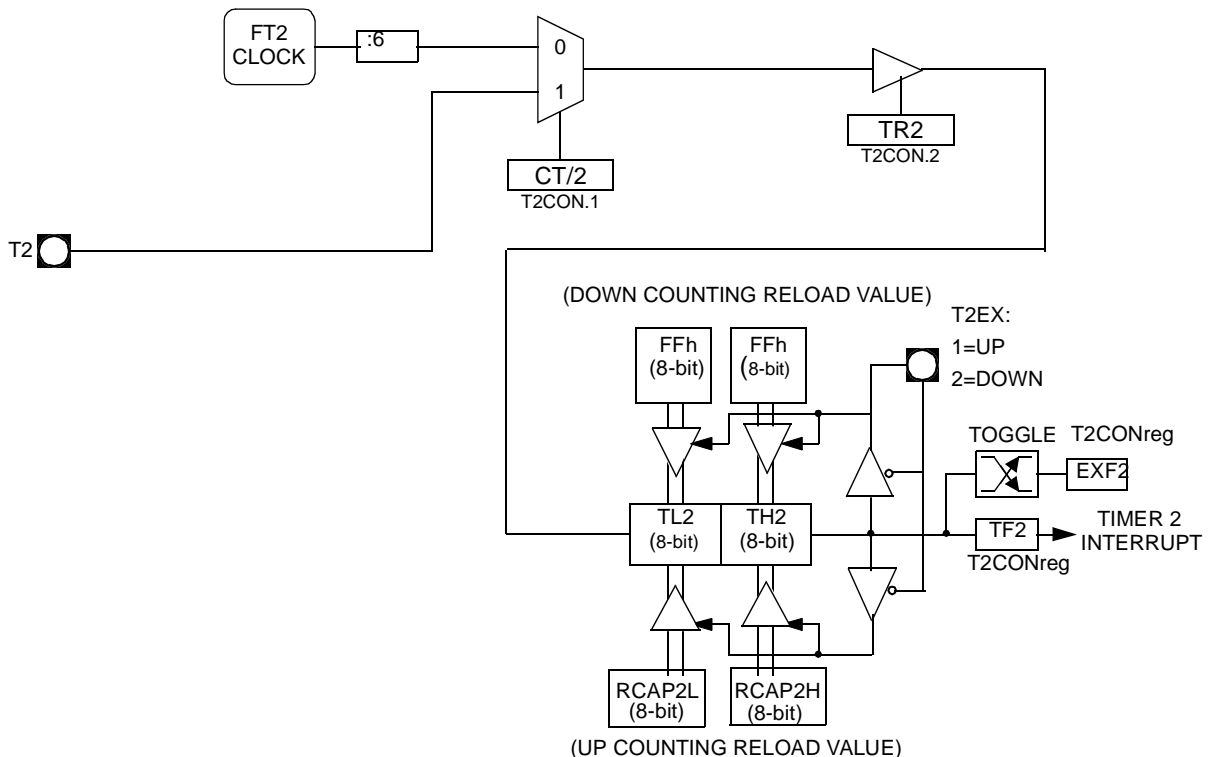 FT2
CLOCK
:6
0
1
TR2
T2CON.2
CT/2
T2CON.1
T2
(DOWN COUNTING RELOAD VALUE)
T2EX:
1=UP
2=DOWN
FFh
(8-bit)
FFh
(8-bit)
TOGGLE
T2CONreg
EXF2
TL2
(8-bit)
TH2
(8-bit)
TF2
T2CONreg
TIMER 2
INTERRUPT
RCAP2L
(8-bit)
RCAP2H
(8-bit)
(UP COUNTING RELOAD VALUE)